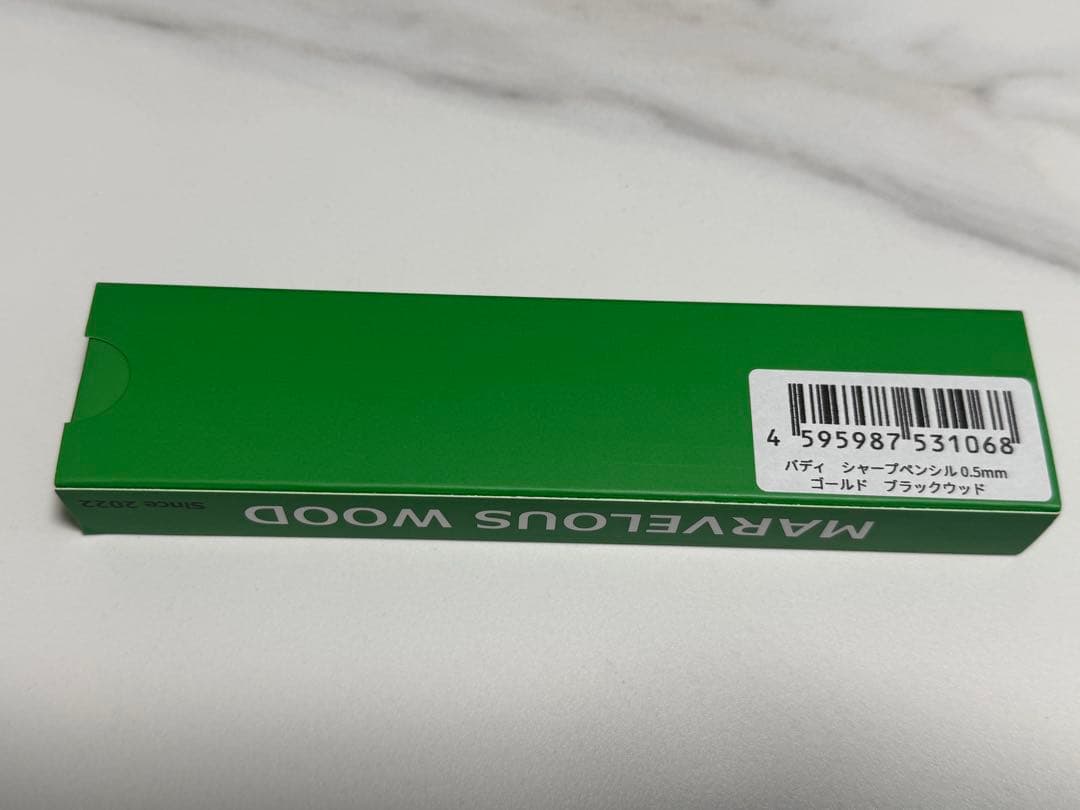 4 595987 531068
バディ　シャープペンシル 0.5mm
ゴールド　ブラックウッド
MARVELOUS WOOD
Since 2022